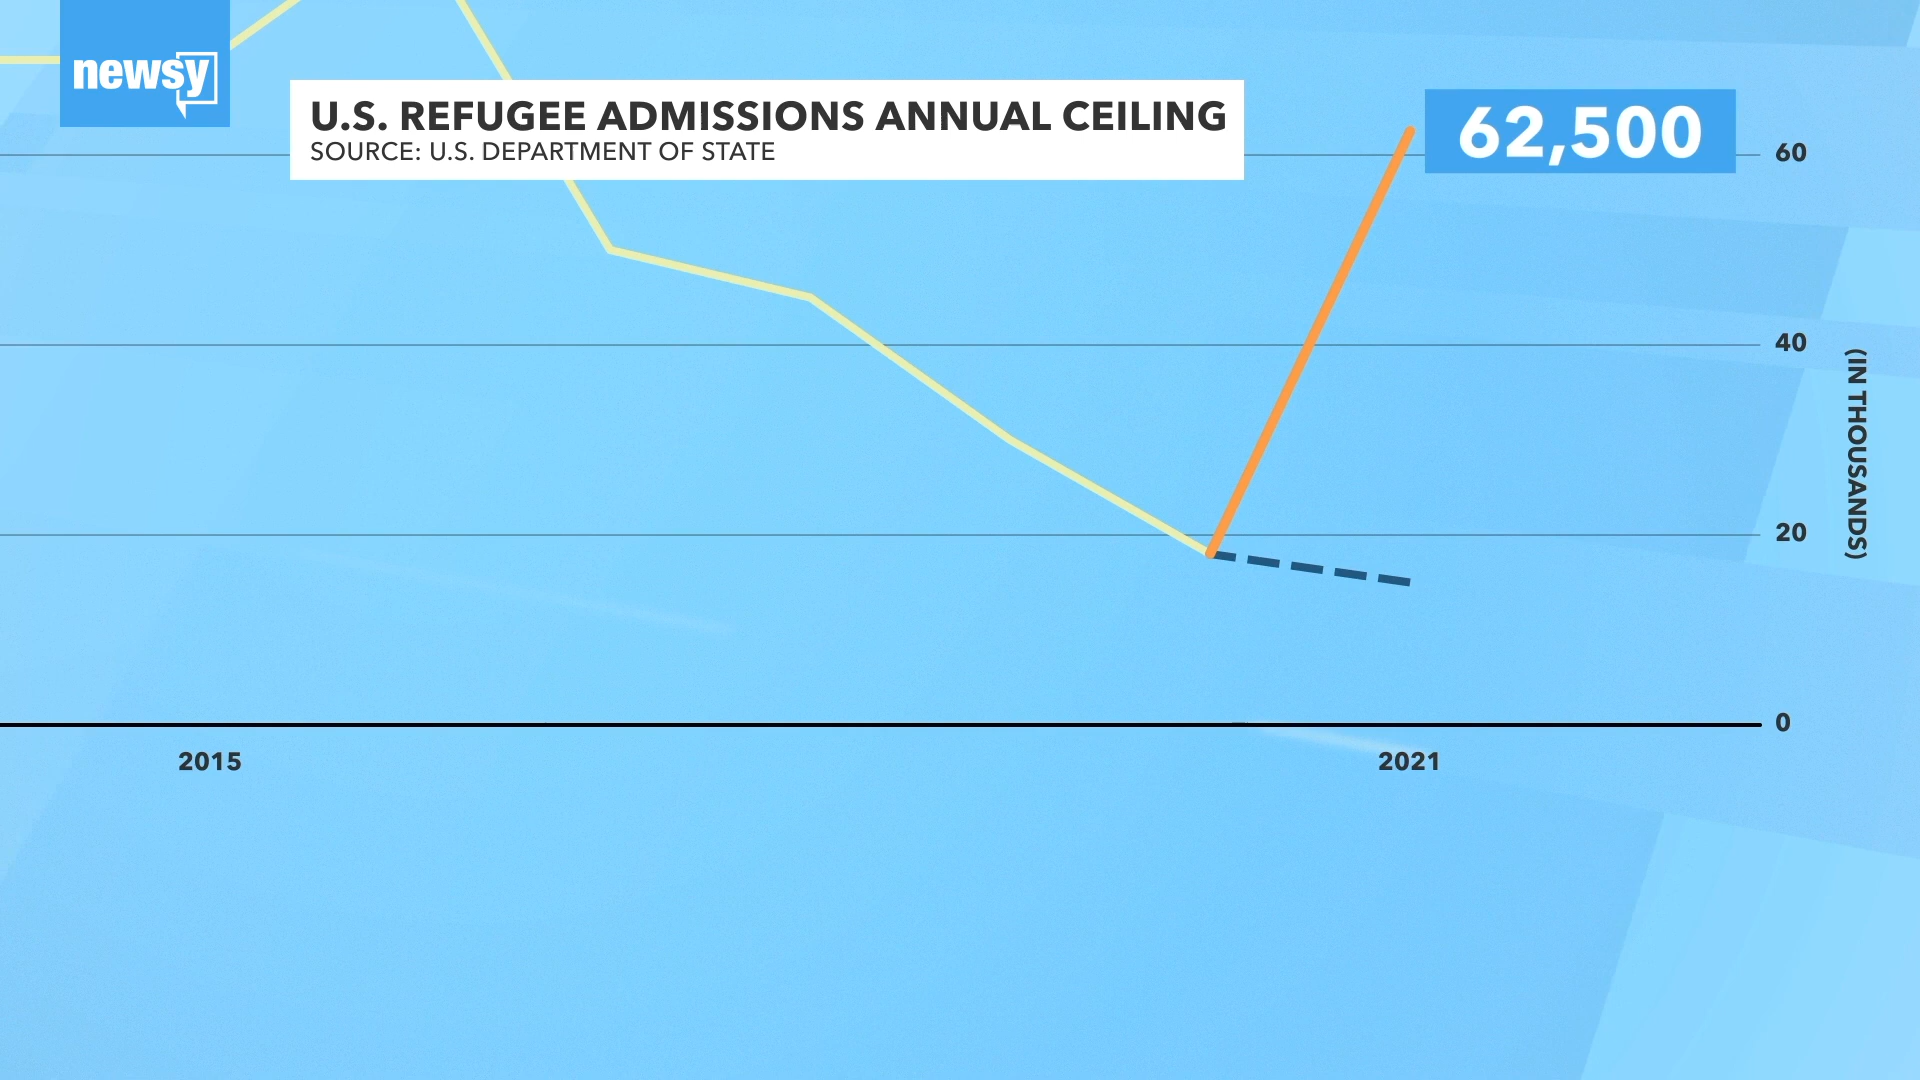 newsy
U.S. REFUGEE ADMISSIONS ANNUAL CEILING
SOURCE: U.S. DEPARTMENT OF STATE
62,500
60
40
20
0
(IN THOUSANDS)
2015
2021